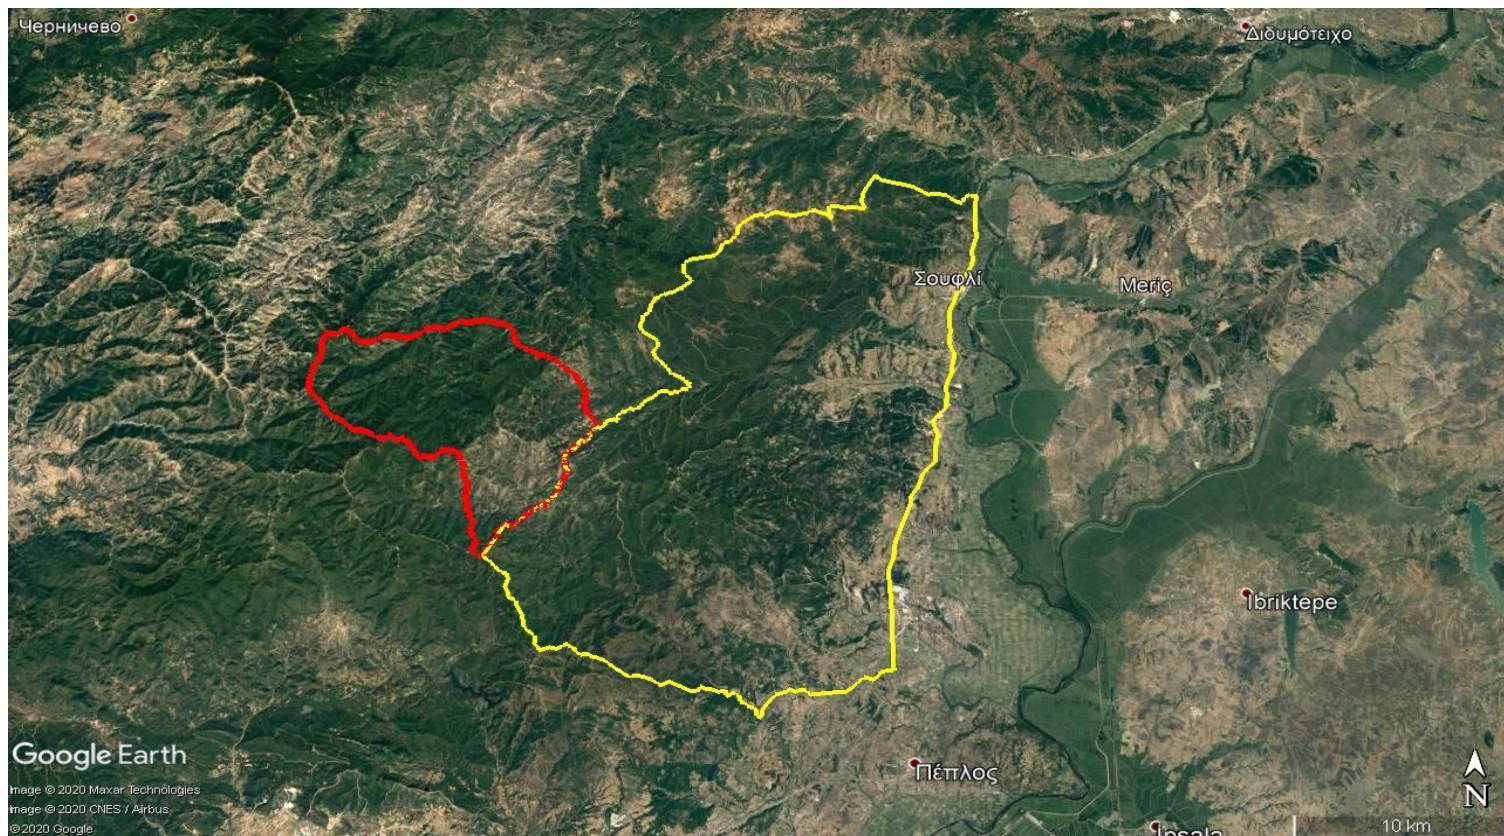 Черничево
Διδυμότειχο
Σουφλί
Meriç
Ibriktepe
Πέπλος
Google Earth
Image © 2020 Maxar Technologies
Image © 2020 CNES / Airbus
© 2020 Google
N
10 km
Ipsala